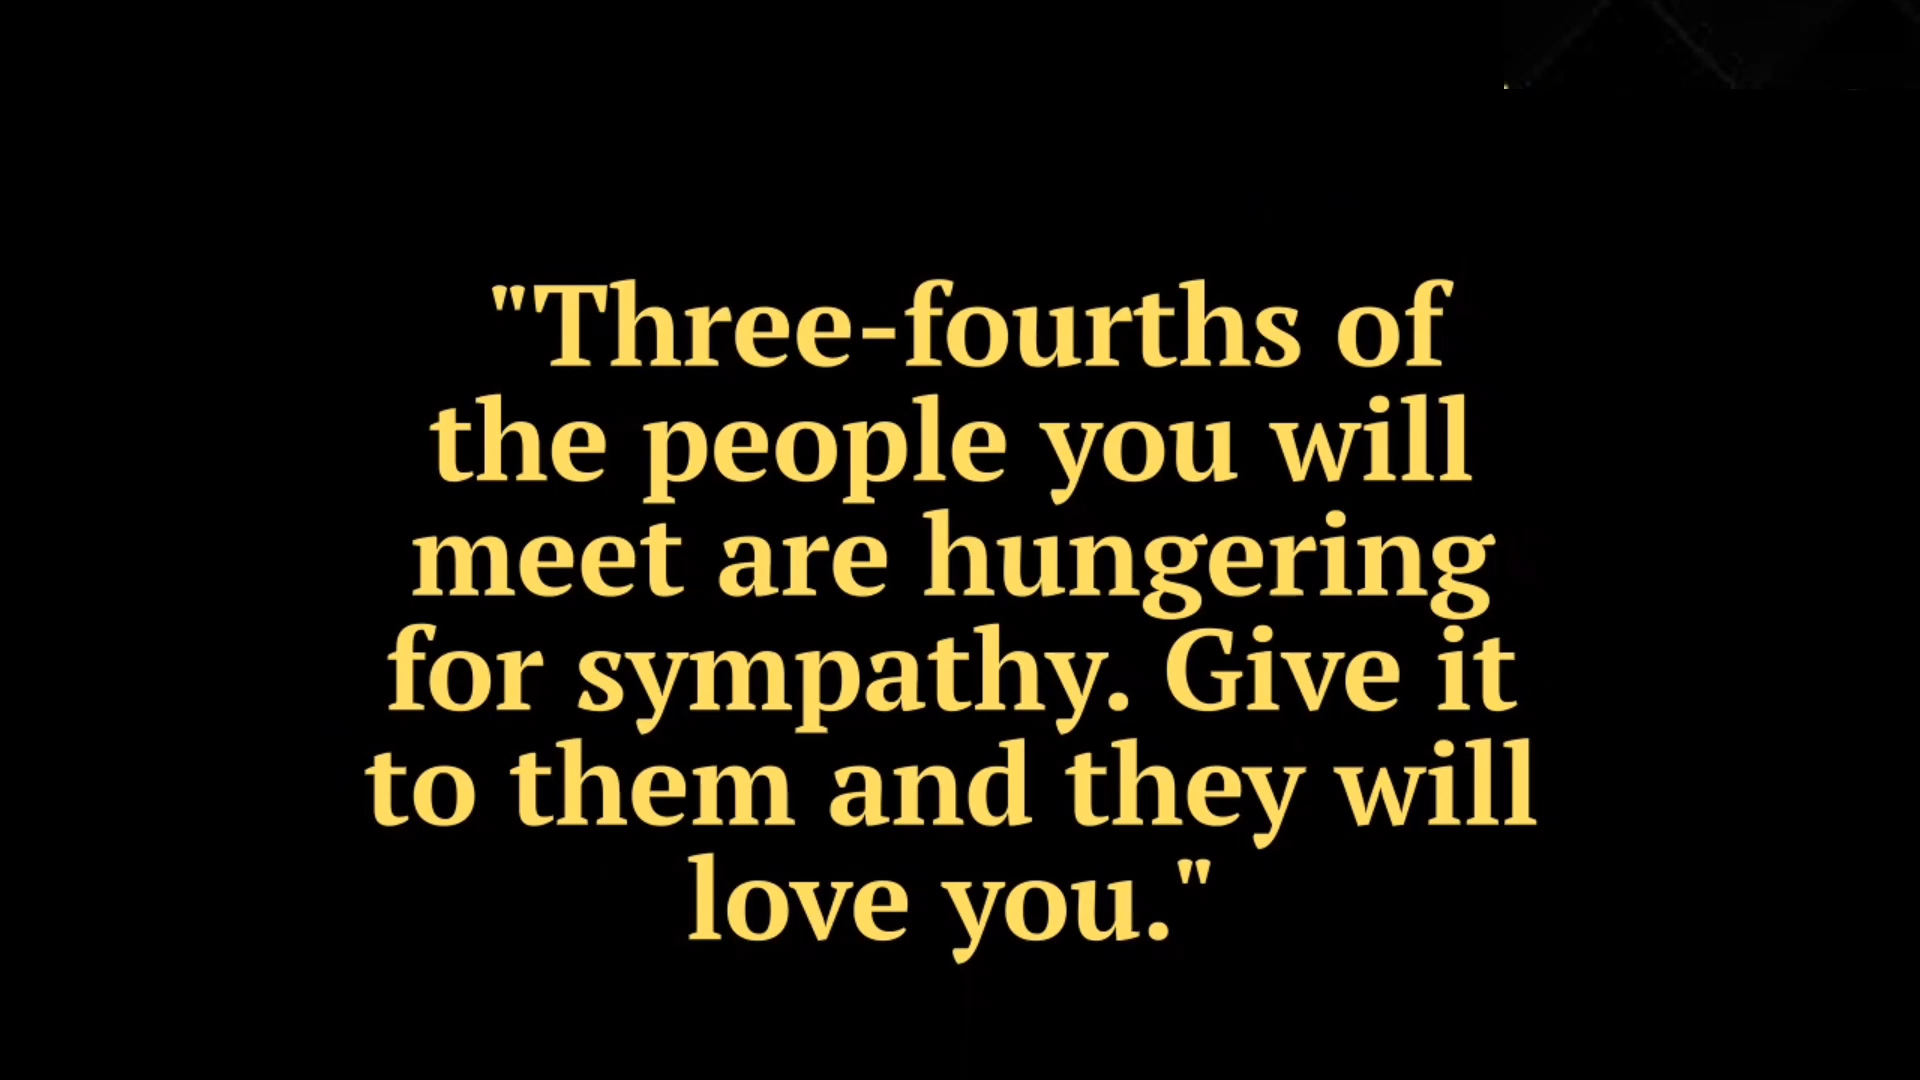 "Three-fourths of
the people you will
meet are hungering
for sympathy. Give it
to them and they will
love you."